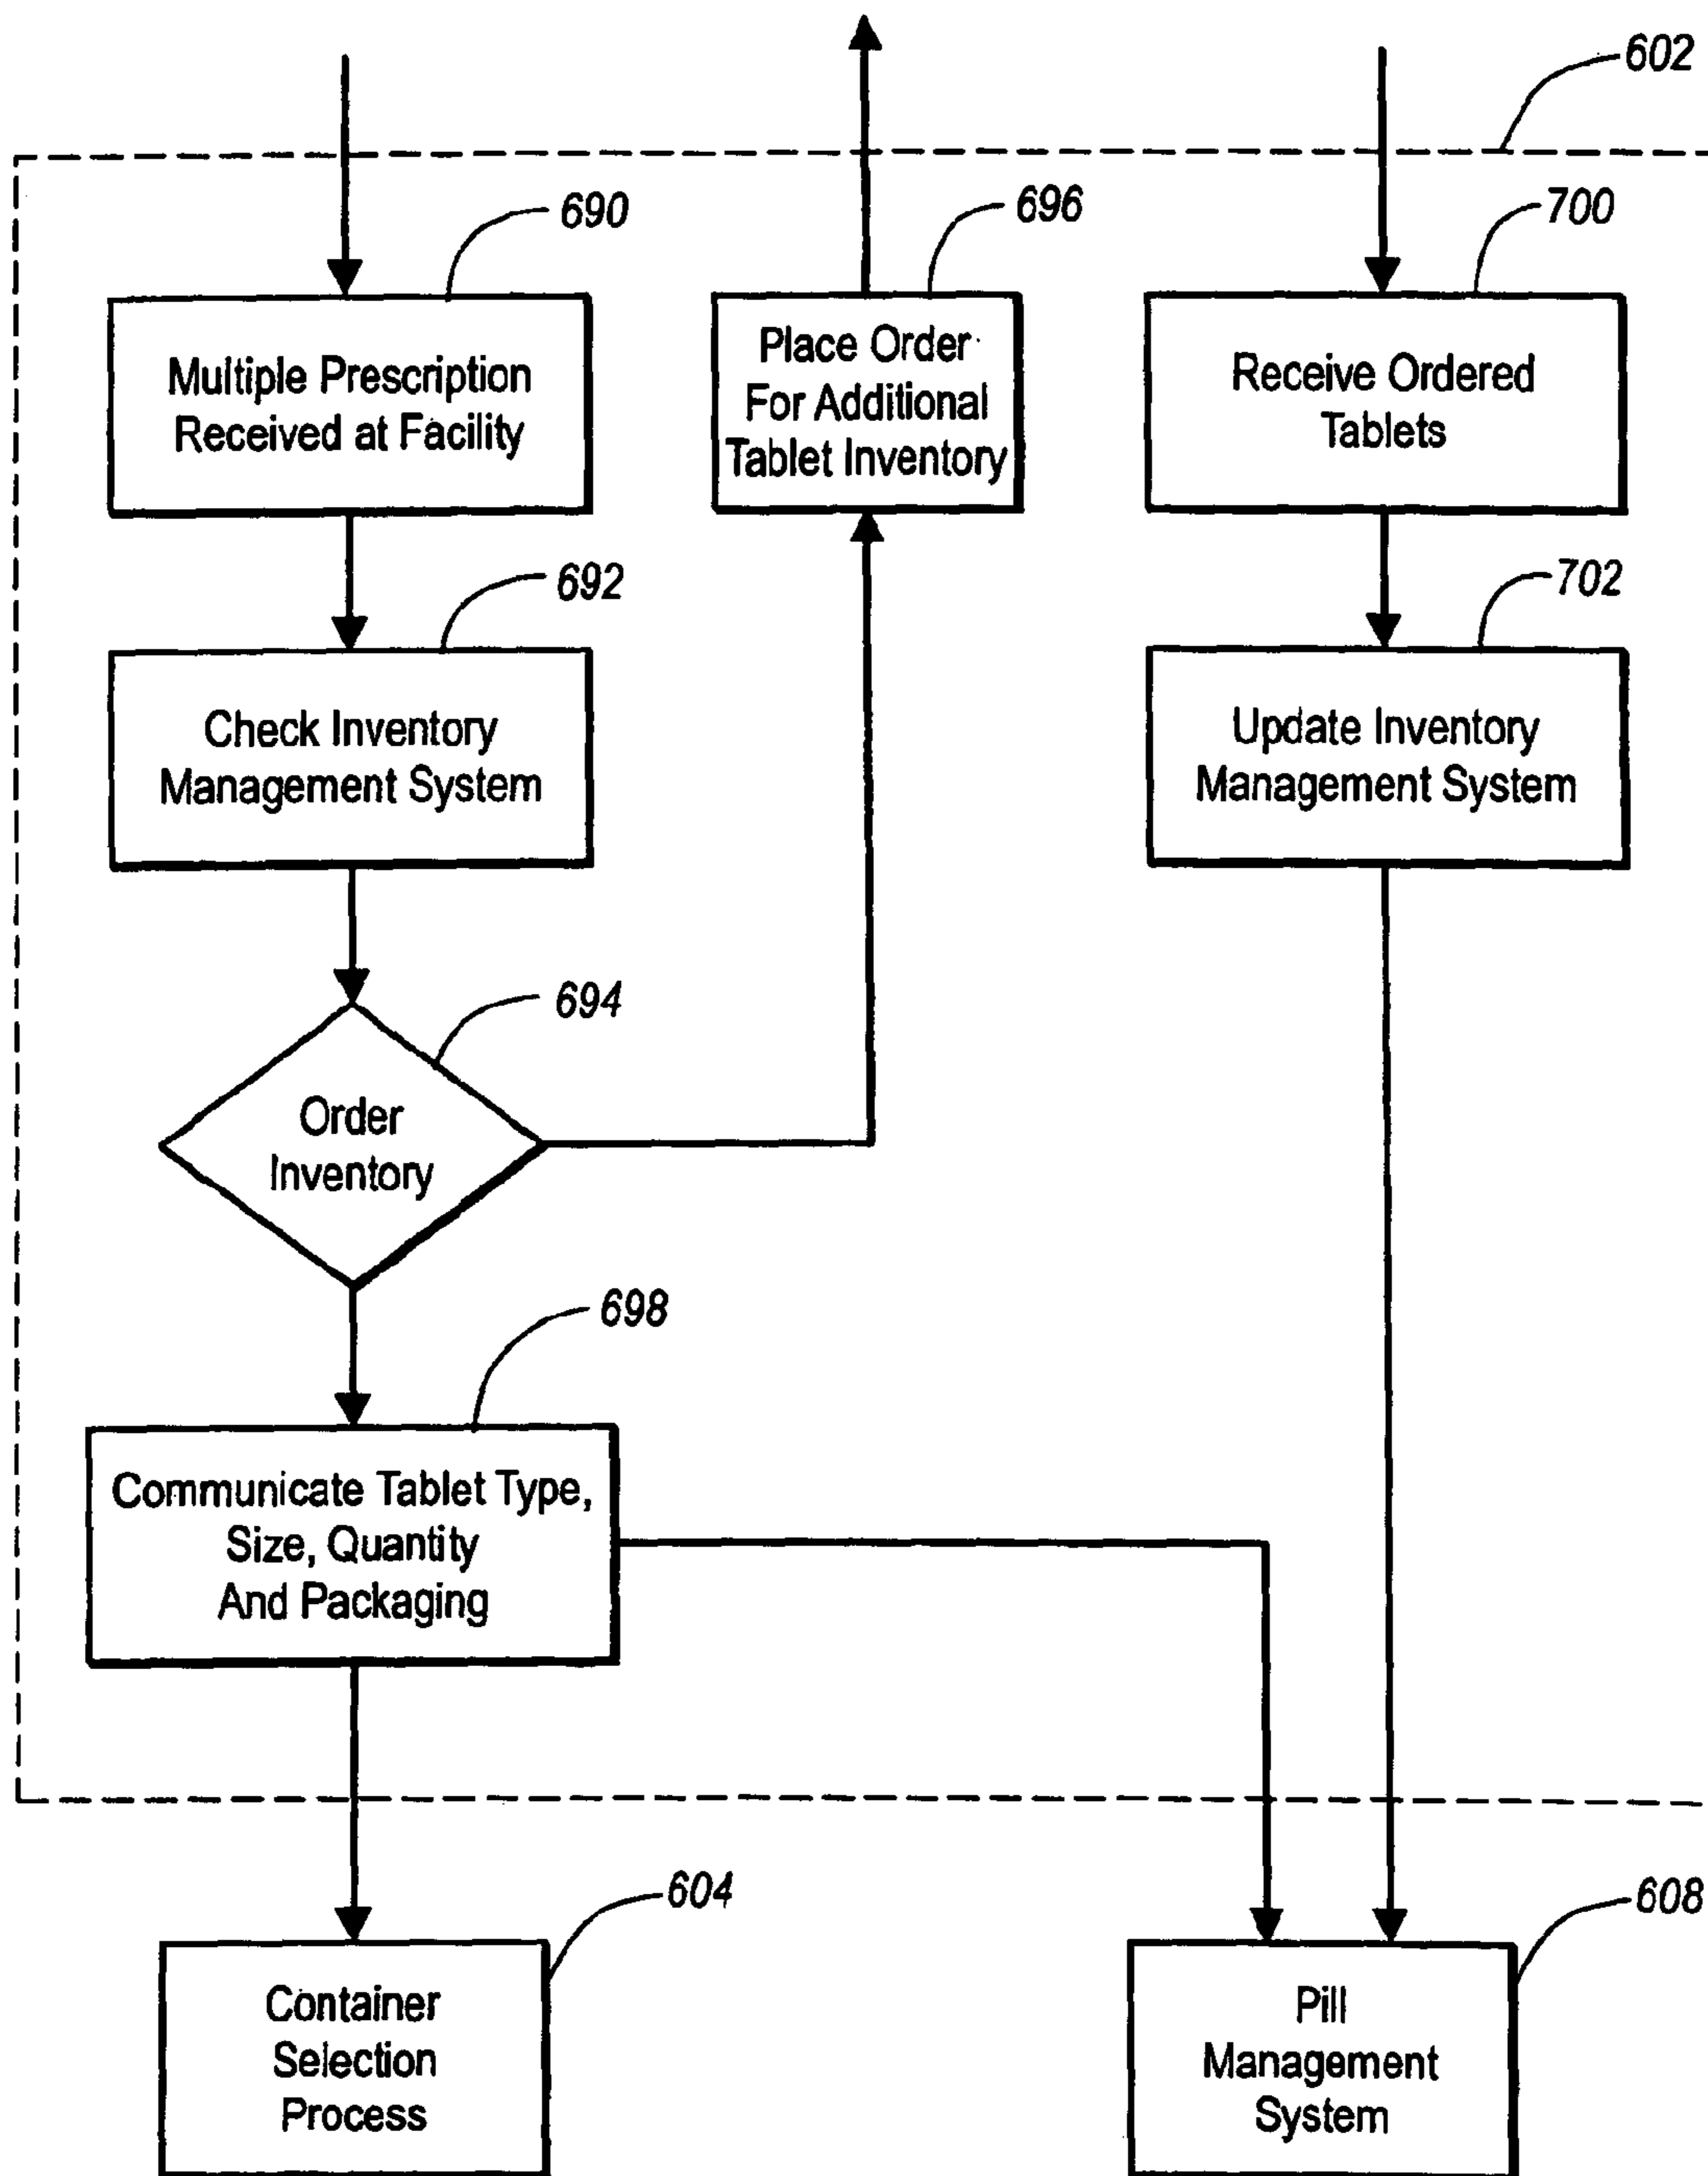 602
690
696
700
Multiple Prescription
Received at Facility
Place Order
For Additional
Tablet Inventory
Receive Ordered
Tablets
692
702
Check Inventory
Management System
Update Inventory
Management System
694
Order
Inventory
698
Communicate Tablet Type,
Size, Quantity
And Packaging
604
608
Container
Selection
Process
Pill
Management
System